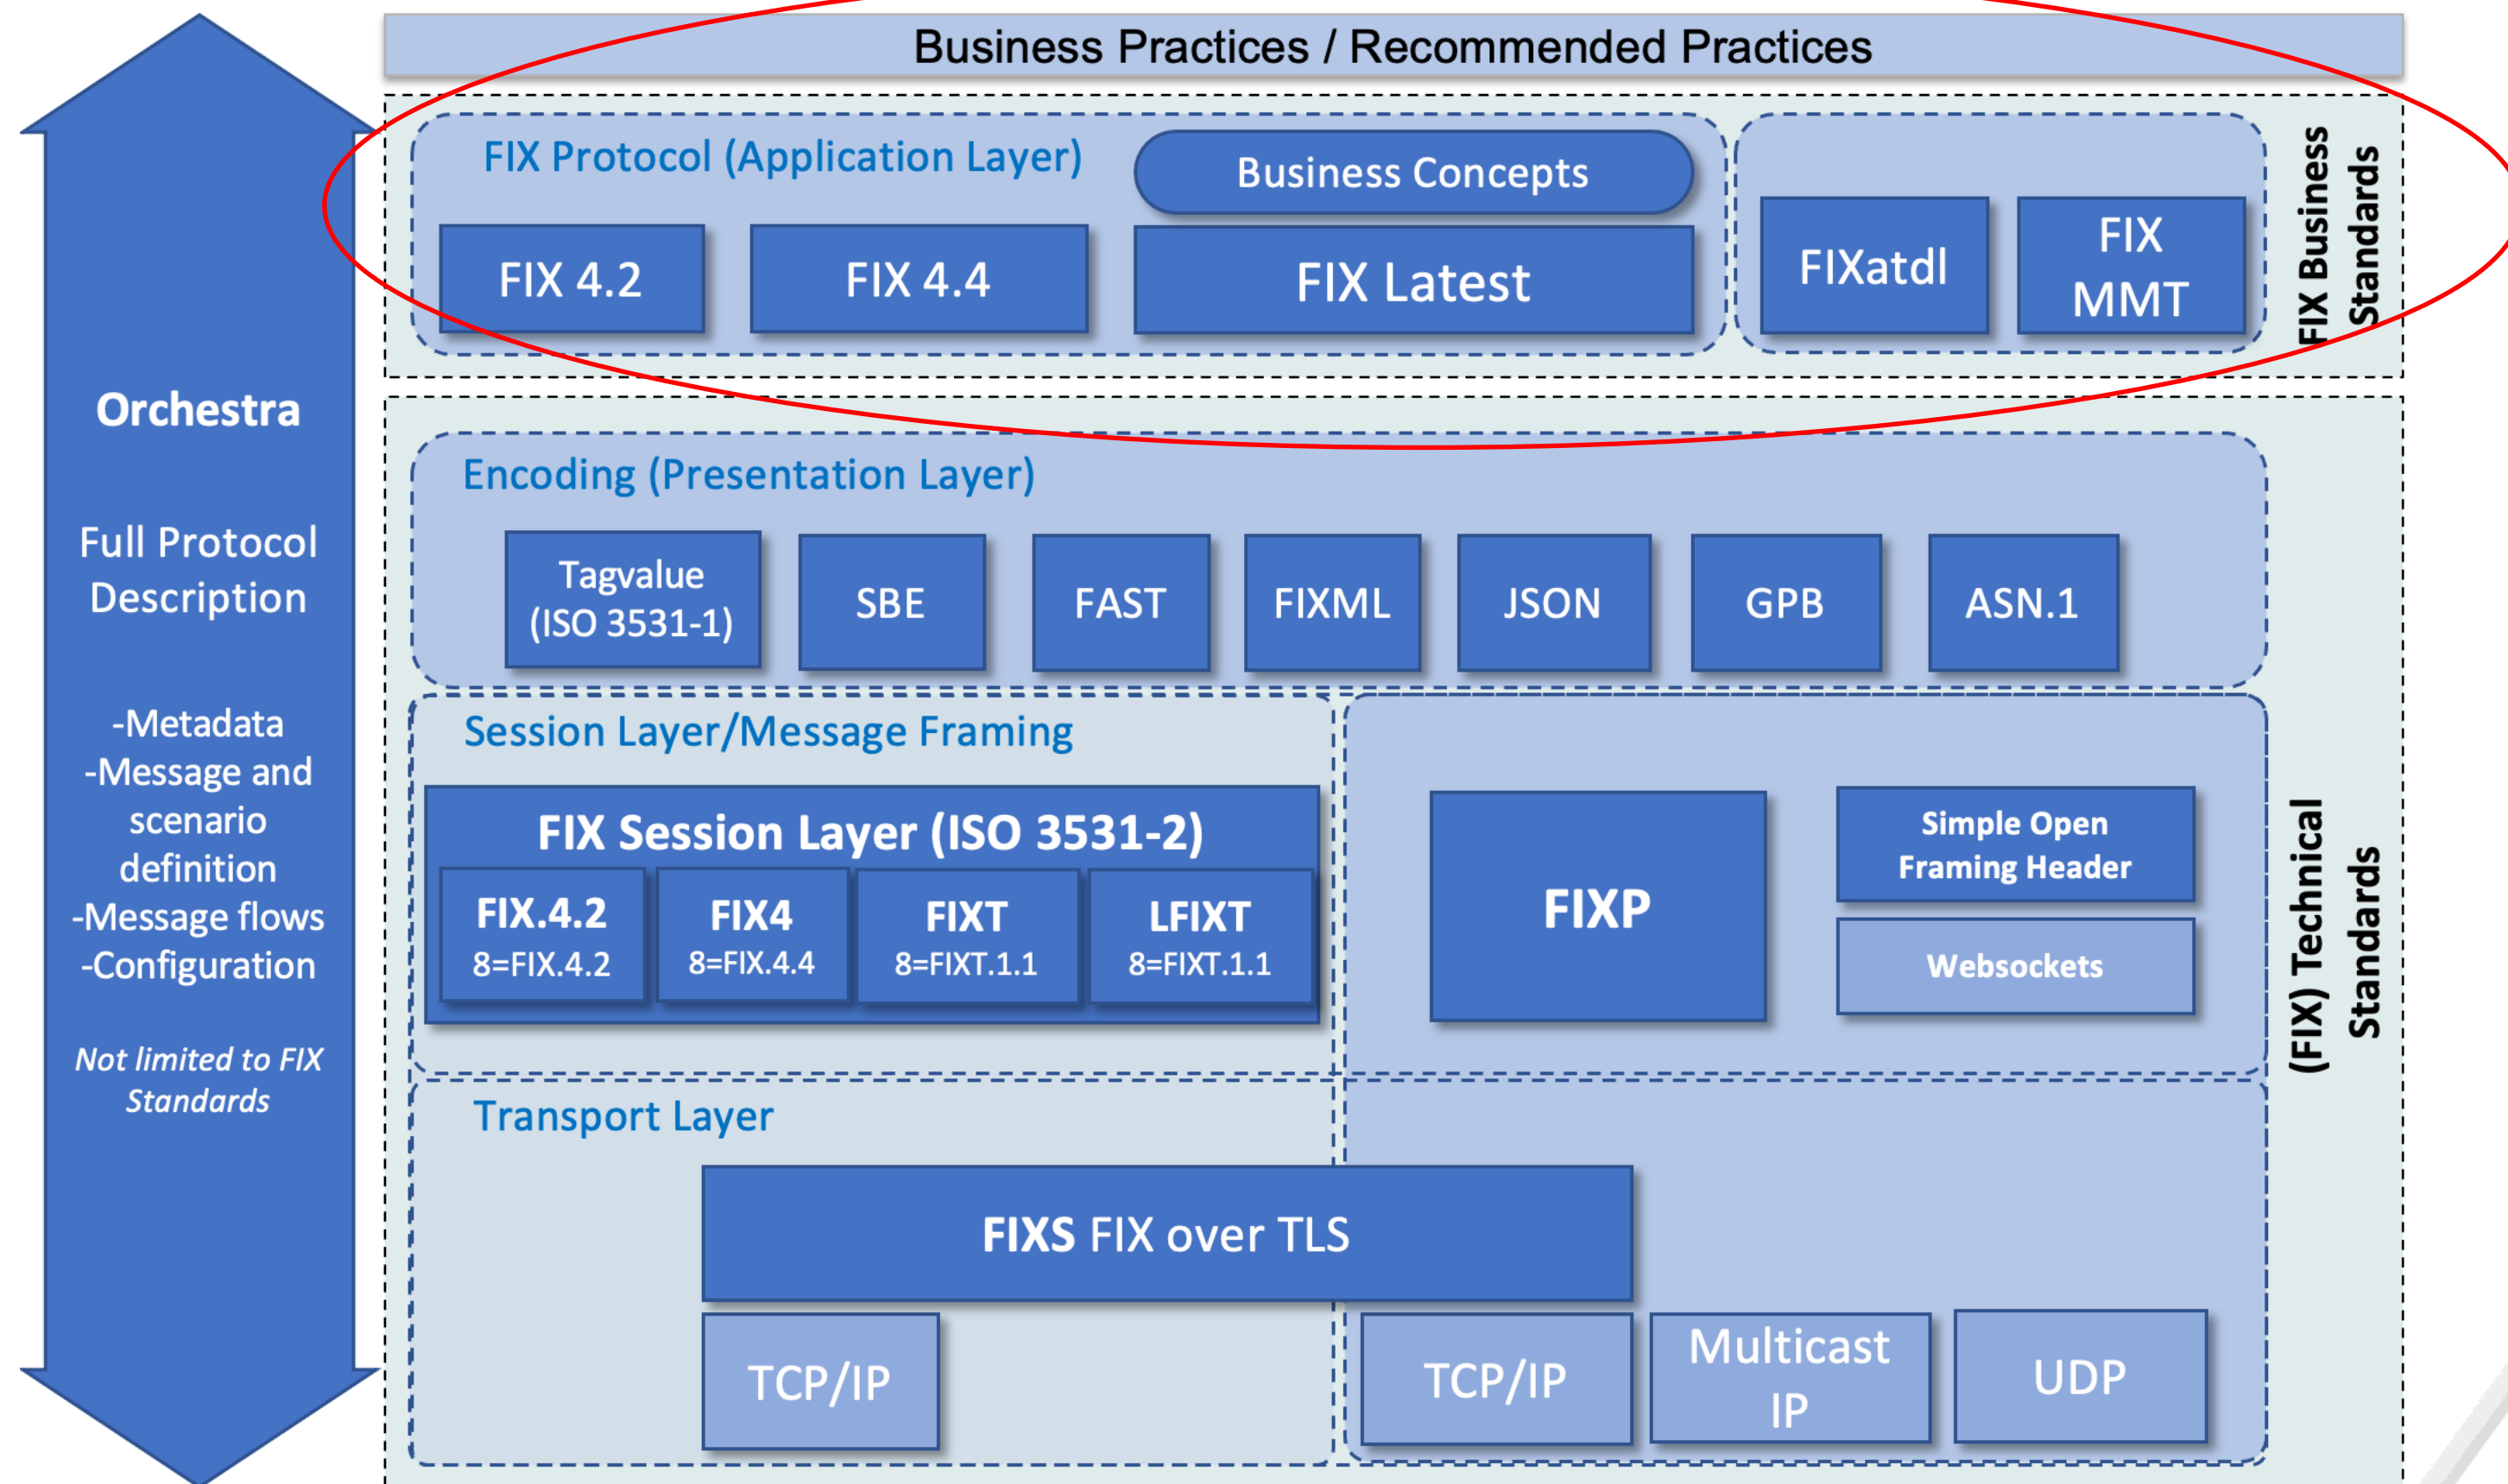 Business Practices / Recommended Practices
FIX Protocol (Application Layer)
Business Concepts
FIX 4.2
FIX 4.4
FIX Latest
FIXatdl
FIX
MMT
FIX Business
Standards
Orchestra
Full Protocol
Description
-Metadata
-Message and
scenario
definition
-Message flows
-Configuration
Not limited to FIX
Standards
Encoding (Presentation Layer)
Tagvalue
(ISO 3531-1)
SBE
FAST
FIXML
JSON
GPB
ASN.1
Session Layer/Message Framing
FIX Session Layer (ISO 3531-2)
FIX.4.2
8=FIX.4.2
FIX4
8=FIX.4.4
FIXT
8=FIXT.1.1
LFIXT
8=FIXT.1.1
FIXP
Simple Open
Framing Header
Websockets
(FIX) Technical
Standards
Transport Layer
FIXS FIX over TLS
TCP/IP
TCP/IP
Multicast
IP
UDP